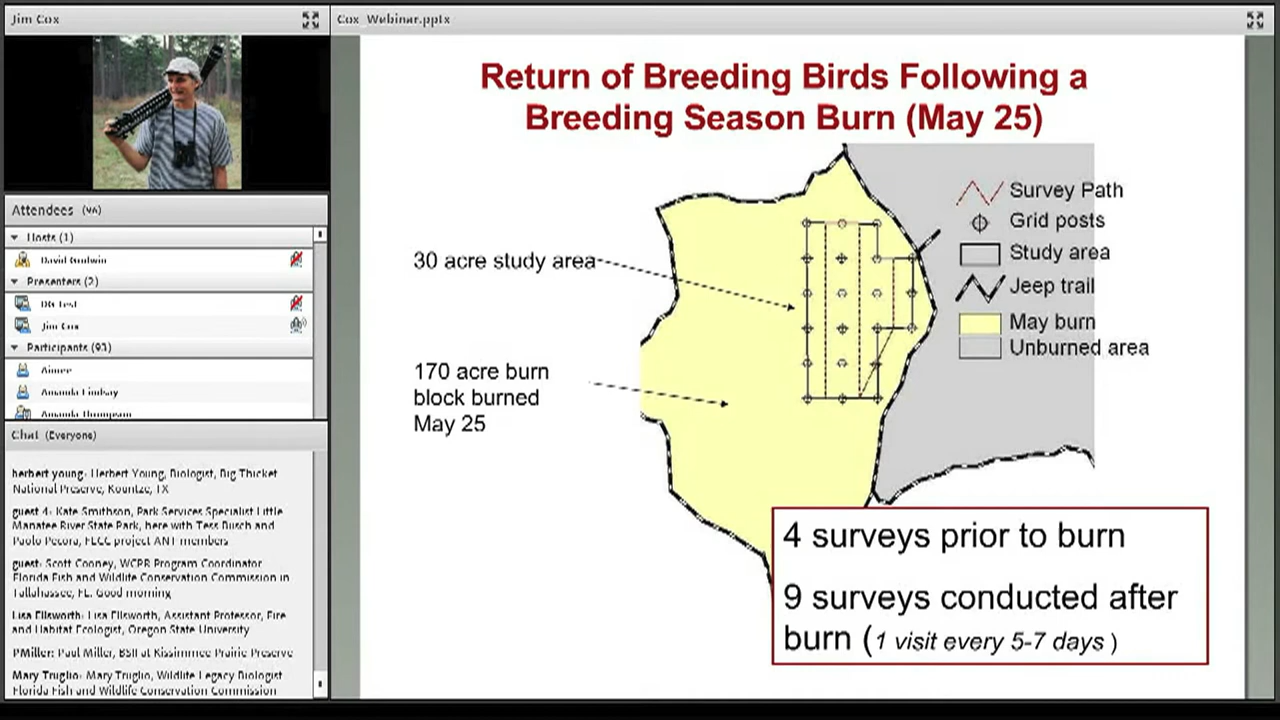 Jim Cox
Cox_Webinar.pptx
Attendees (96)
Hosts (1)
David Godwin
Presenters (2)
DG Test
Jim Cox
Participants (93)
Aimee
Amanda Lindsay
Amanda Thompson
Chat (Everyone)
herbert young: Herbert Young, Biologist, Big Thicket
National Preserve, Kountze, TX
guest 4: Kate Smithson, Park Services Specialist Little
Manatee River State Park, here with Tess Busch and
Paolo Pecora, FLCC project ANT members
guest: Scott Cooney, WCPR Program Coordinator
Florida Fish and Wildlife Conservation Commission in
Tallahassee, FL. Good morning
Lisa Ellsworth: Lisa Ellsworth, Assistant Professor, Fire
and Habitat Ecologist, Oregon State University
PMiller: Paul Miller, BSII at Kissimmee Prairie Preserve
Mary Truglio: Mary Truglio, Wildlife Legacy Biologist
Florida Fish and Wildlife Conservation Commission
Return of Breeding Birds Following a
Breeding Season Burn (May 25)
30 acre study area
170 acre burn
block burned
May 25
Survey Path
Grid posts
Study area
Jeep trail
May burn
Unburned area
4 surveys prior to burn
9 surveys conducted after
burn (1 visit every 5-7 days )